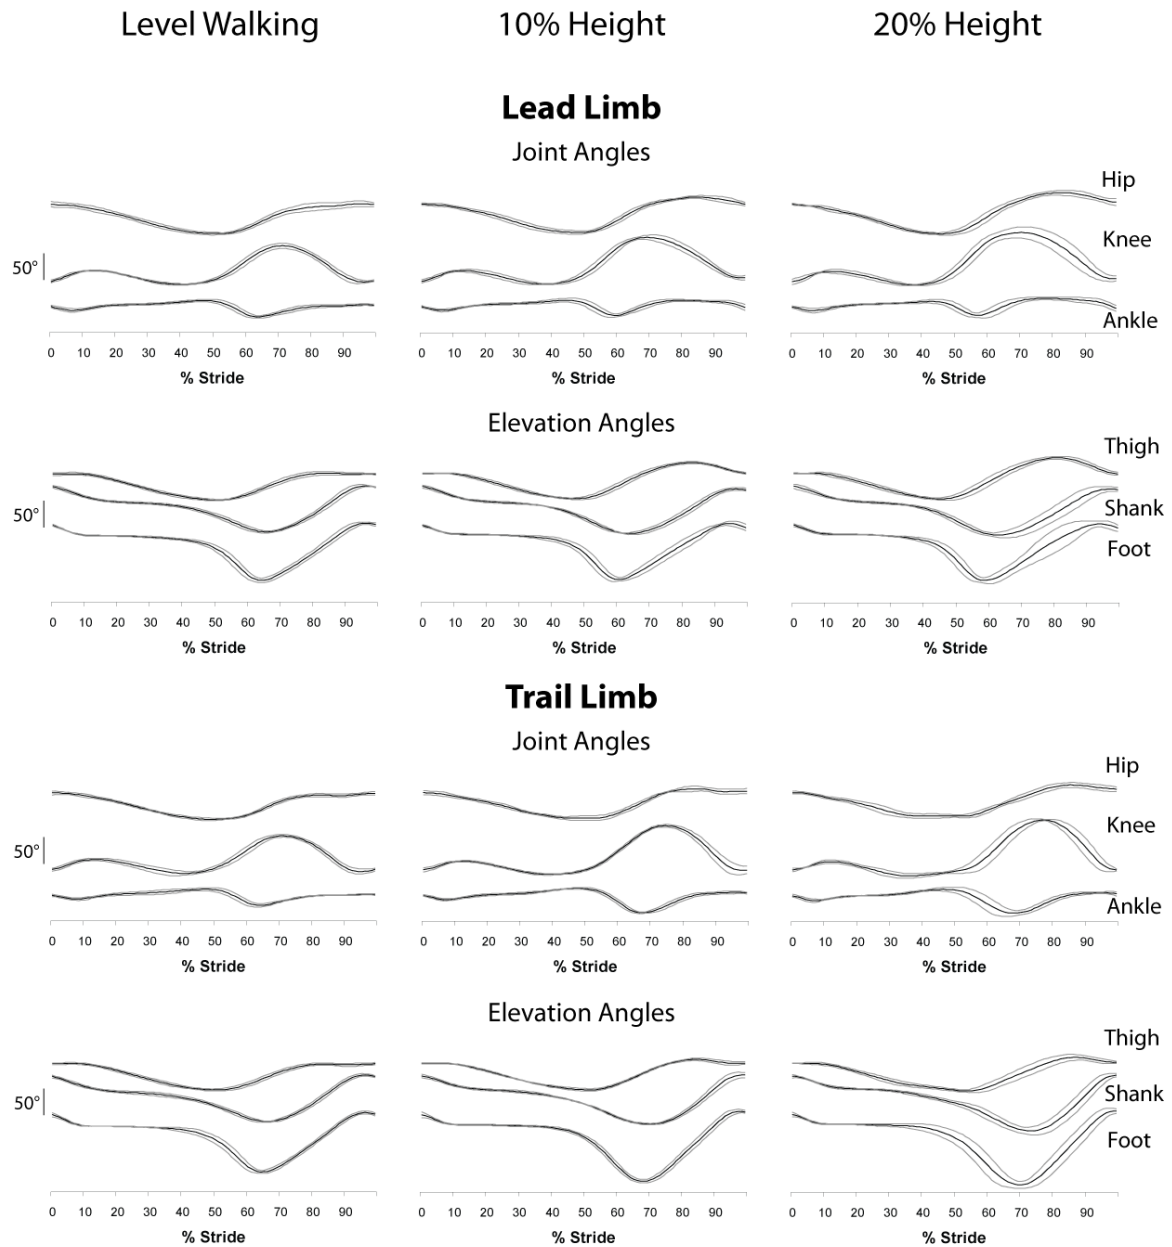 Level Walking 10% Height 20% Height
Lead Limb
Joint Angles
Hip
Knee
50°
Ankle
0 10 20 30 40 50 60 70 80 90 0 10 20 30 40 50 60 70 80 90 0 10 20 30 40 50 60 70 80 90
% Stride % Stride % Stride
Elevation Angles
Thigh
50°
Shank
Foot
0 10 20 30 40 50 60 70 80 90 0 10 20 30 40 50 60 70 80 90 0 10 20 30 40 50 60 70 80 90
% Stride % Stride % Stride
Trail Limb
Joint Angles
Hip
Knee
50°
Ankle
0 10 20 30 40 50 60 70 80 90 0 10 20 30 40 50 60 70 80 90 0 10 20 30 40 50 60 70 80 90
% Stride % Stride % Stride
Elevation Angles
Thigh
50°
Shank
Foot
0 10 20 30 40 50 60 70 80 90 0 10 20 30 40 50 60 70 80 90 0 10 20 30 40 50 60 70 80 90
% Stride % Stride % Stride